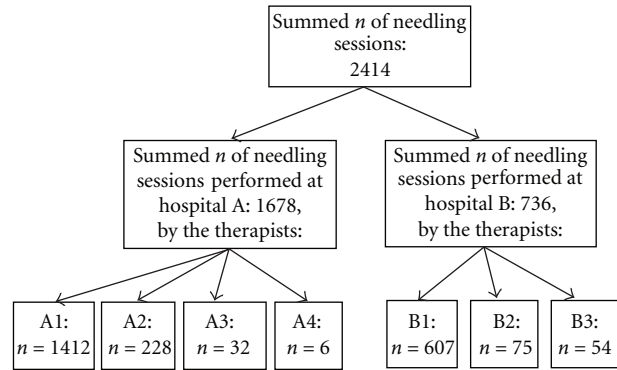 Summed n of needling
sessions:
2414
Summed n of needling
sessions performed at
hospital A: 1678,
by the therapists:
Summed n of needling
sessions performed at
hospital B: 736,
by the therapists:
A1:
n = 1412
A2:
n = 228
A3:
n = 32
A4:
n = 6
B1:
n = 607
B2:
n = 75
B3:
n = 54